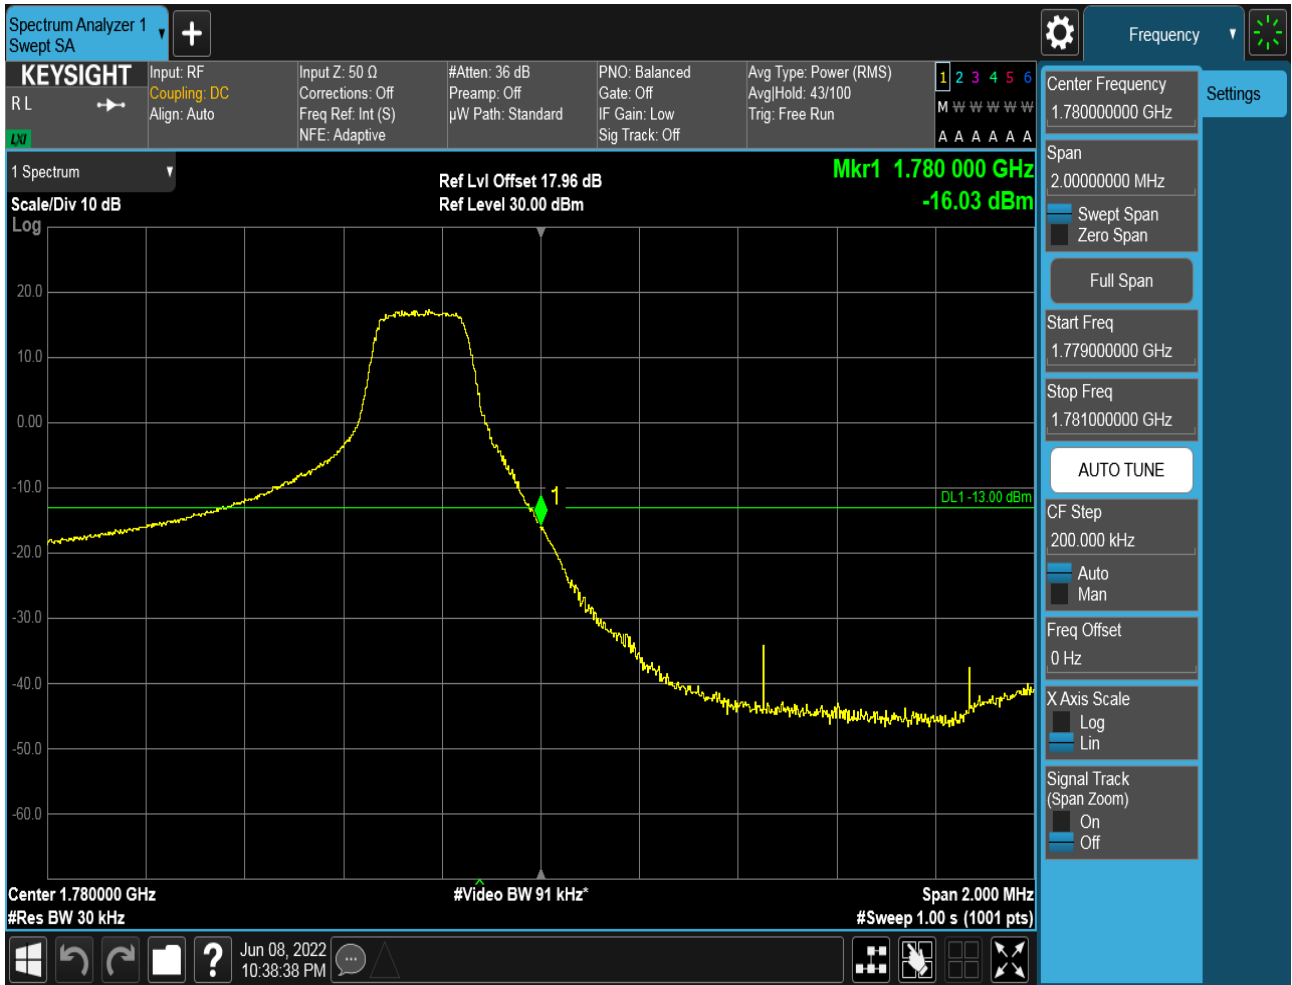 Spectrum Analyzer 1
Swept SA
+
Frequency
KEYSIGHT
R L
LXI
Input: RF
Coupling: DC
Align: Auto
Input Z: 50 Ω
Corrections: Off
Freq Ref: Int (S)
NFE: Adaptive
#Atten: 36 dB
Preamp: Off
µW Path: Standard
PNO: Balanced
Gate: Off
IF Gain: Low
Sig Track: Off
Avg Type: Power (RMS)
Avg|Hold: 43/100
Trig: Free Run
1 2 3 4 5 6
M W W W W W
A A A A A A
1 Spectrum
Scale/Div 10 dB
Log
Ref Lvl Offset 17.96 dB
Ref Level 30.00 dBm
Mkr1 1.780 000 GHz
-16.03 dBm
20.0
10.0
0.00
-10.0
-20.0
-30.0
-40.0
-50.0
-60.0
1
DL1 -13.00 dBm
Center 1.780000 GHz
#Res BW 30 kHz
#Video BW 91 kHz*
Span 2.000 MHz
#Sweep 1.00 s (1001 pts)
Center Frequency
1.780000000 GHz
Settings
Span
2.00000000 MHz
Swept Span
Zero Span
Full Span
Start Freq
1.779000000 GHz
Stop Freq
1.781000000 GHz
AUTO TUNE
CF Step
200.000 kHz
Auto
Man
Freq Offset
0 Hz
X Axis Scale
Log
Lin
Signal Track
(Span Zoom)
On
Off
?
Jun 08, 2022
10:38:38 PM